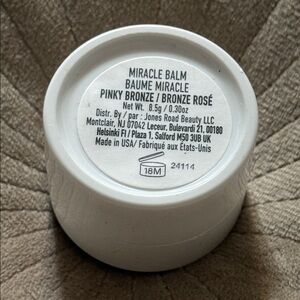 MIRACLE BALM
BAUME MIRACLE
PINKY BRONZE / BRONZE ROSÉ
Net Wt. 8.5g / 0.30oz
Distr. By / par : Jones Road Beauty LLC
Montclair, NJ 07042 Leceur, Bulevardi 21, 00180
Helsinki FI / Plaza 1, Salford M50 3UB UK
Made in USA/ Fabriqué aux États-Unis
18M
24114